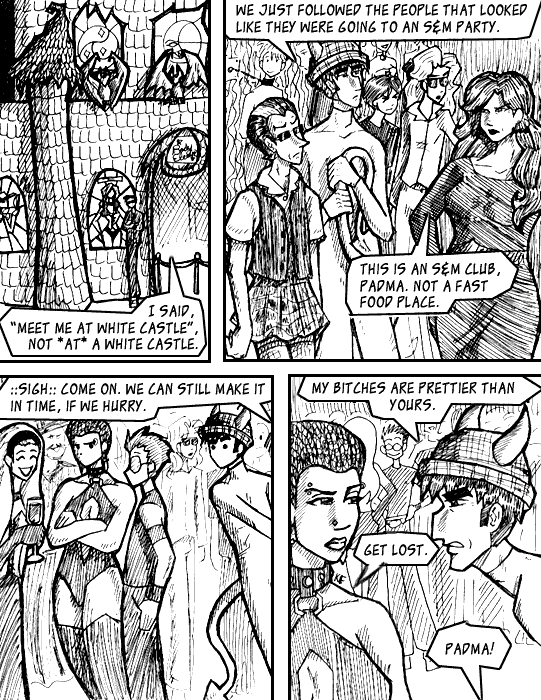 I SAID,
"MEET ME AT WHITE CASTLE",
NOT *AT* A WHITE CASTLE.
WE JUST FOLLOWED THE PEOPLE THAT LOOKED
LIKE THEY WERE GOING TO AN S&M PARTY.
THIS IS AN S&M CLUB,
PADMA. NOT A FAST
FOOD PLACE.
::SIGH:: COME ON. WE CAN STILL MAKE IT
IN TIME, IF WE HURRY.
MY BITCHES ARE PRETTIER THAN
YOURS.
GET LOST.
PADMA!